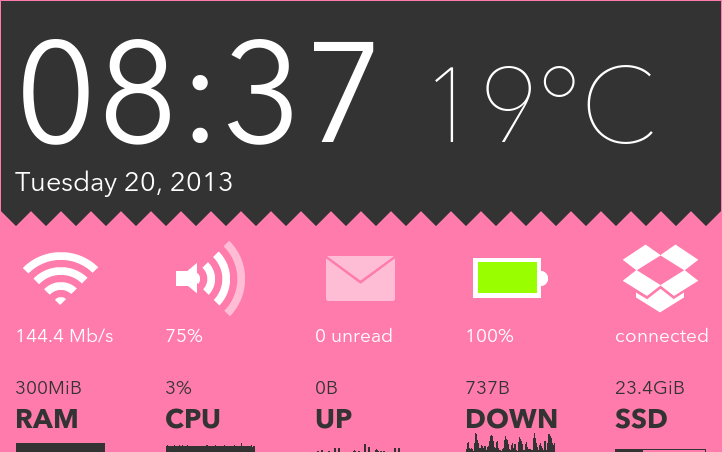 08:37 19°C
Tuesday 20, 2013
144.4 Mb/s 75% 0 unread 100% connected
300MiB 3% 0B 737B 23.4GiB
RAM CPU UP DOWN SSD